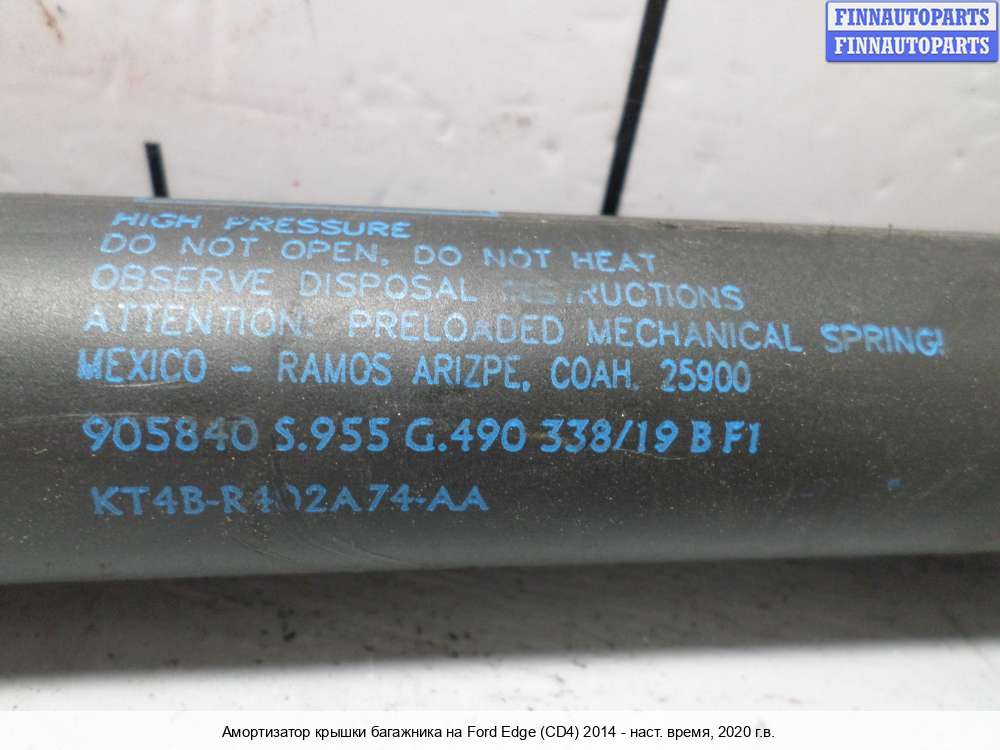 FINNAUTOPARTS
FINNAUTOPARTS
HIGH PRESSURE
DO NOT OPEN, DO NOT HEAT
OBSERVE DISPOSAL INSTRUCTIONS
ATTENTION: PRELOADED MECHANICAL SPRING!
MEXICO - RAMOS ARIZPE, COAH. 25900
905840 S.955 G.490 338/19 B F1
KT4B-R402A74-AA
Амортизатор крышки багажника на Ford Edge (CD4) 2014 - наст. время, 2020 г.в.